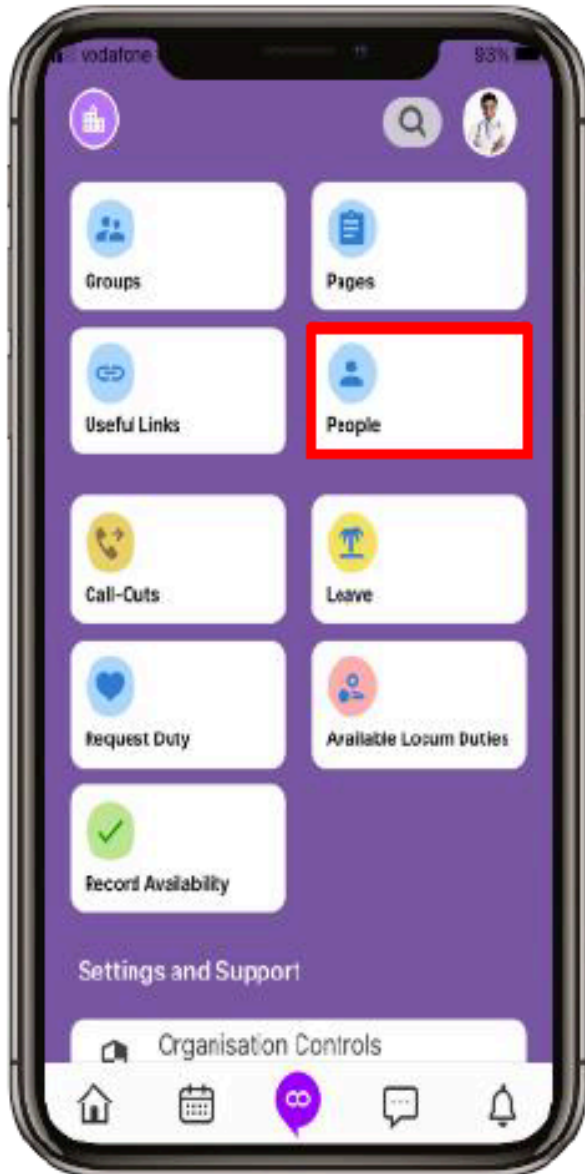 vodafone 93%
Groups Pages
Useful Links People
Call-Outs Leave
Request Duty Available Locum Duties
Record Availability
Settings and Support
Organisation Controls